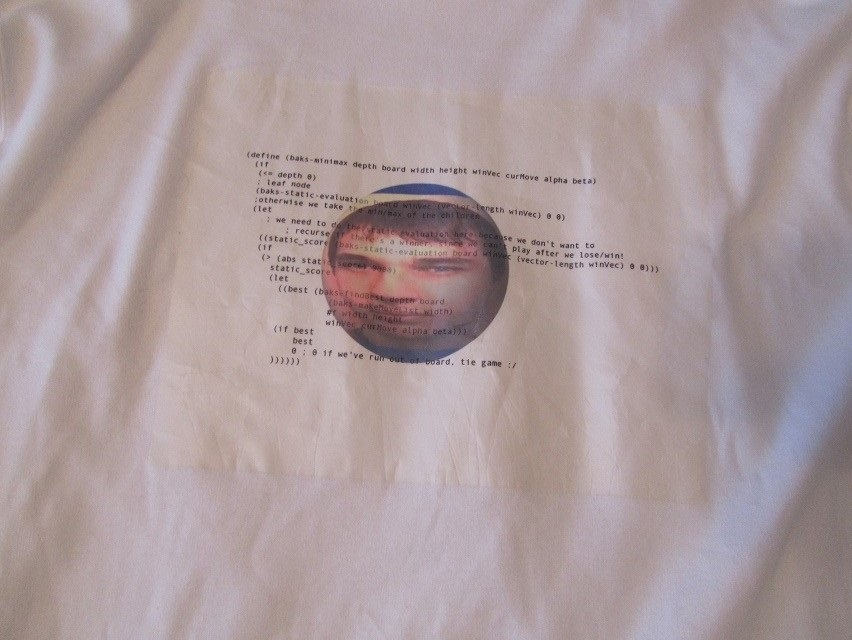 (define (baks-minimax depth board width height winVec curMove alpha beta)
(if
(<= depth 0)
; leaf node
(baks-static-evaluation board winVec (vector-length winVec) 0 0)
;otherwise we take the min/max of the children
(let
; we need to do the static evaluation here because we don't want to
; recurse if there's a winner, since we can't play after we lose/win!
((static_score (baks-static-evaluation board winVec (vector-length winVec) 0 0)))
(if
(> (abs static_score)
static_score
(let
((best (baks-findBest depth board
(baks-makeMoveList width)
#f width height
winVec curMove alpha beta)))
(if best
best
0 ; 0 if we've run out of board, tie game :/
))))))